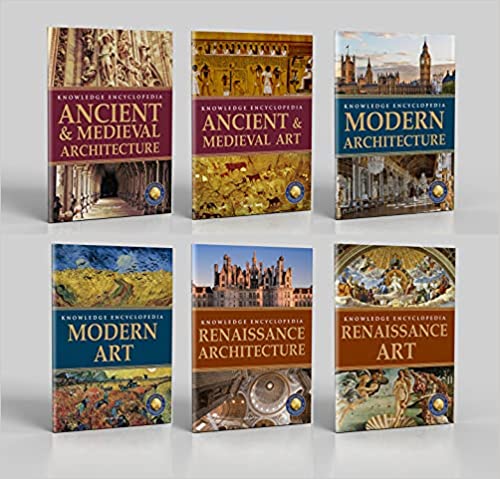 KNOWLEDGE ENCYCLOPEDIA
ANCIENT
& MEDIEVAL
ARCHITECTURE
KNOWLEDGE ENCYCLOPEDIA
ANCIENT &
MEDIEVAL ART
KNOWLEDGE ENCYCLOPEDIA
MODERN
ARCHITECTURE
KNOWLEDGE ENCYCLOPEDIA
MODERN
ART
KNOWLEDGE ENCYCLOPEDIA
RENAISSANCE
ARCHITECTURE
KNOWLEDGE ENCYCLOPEDIA
RENAISSANCE
ART